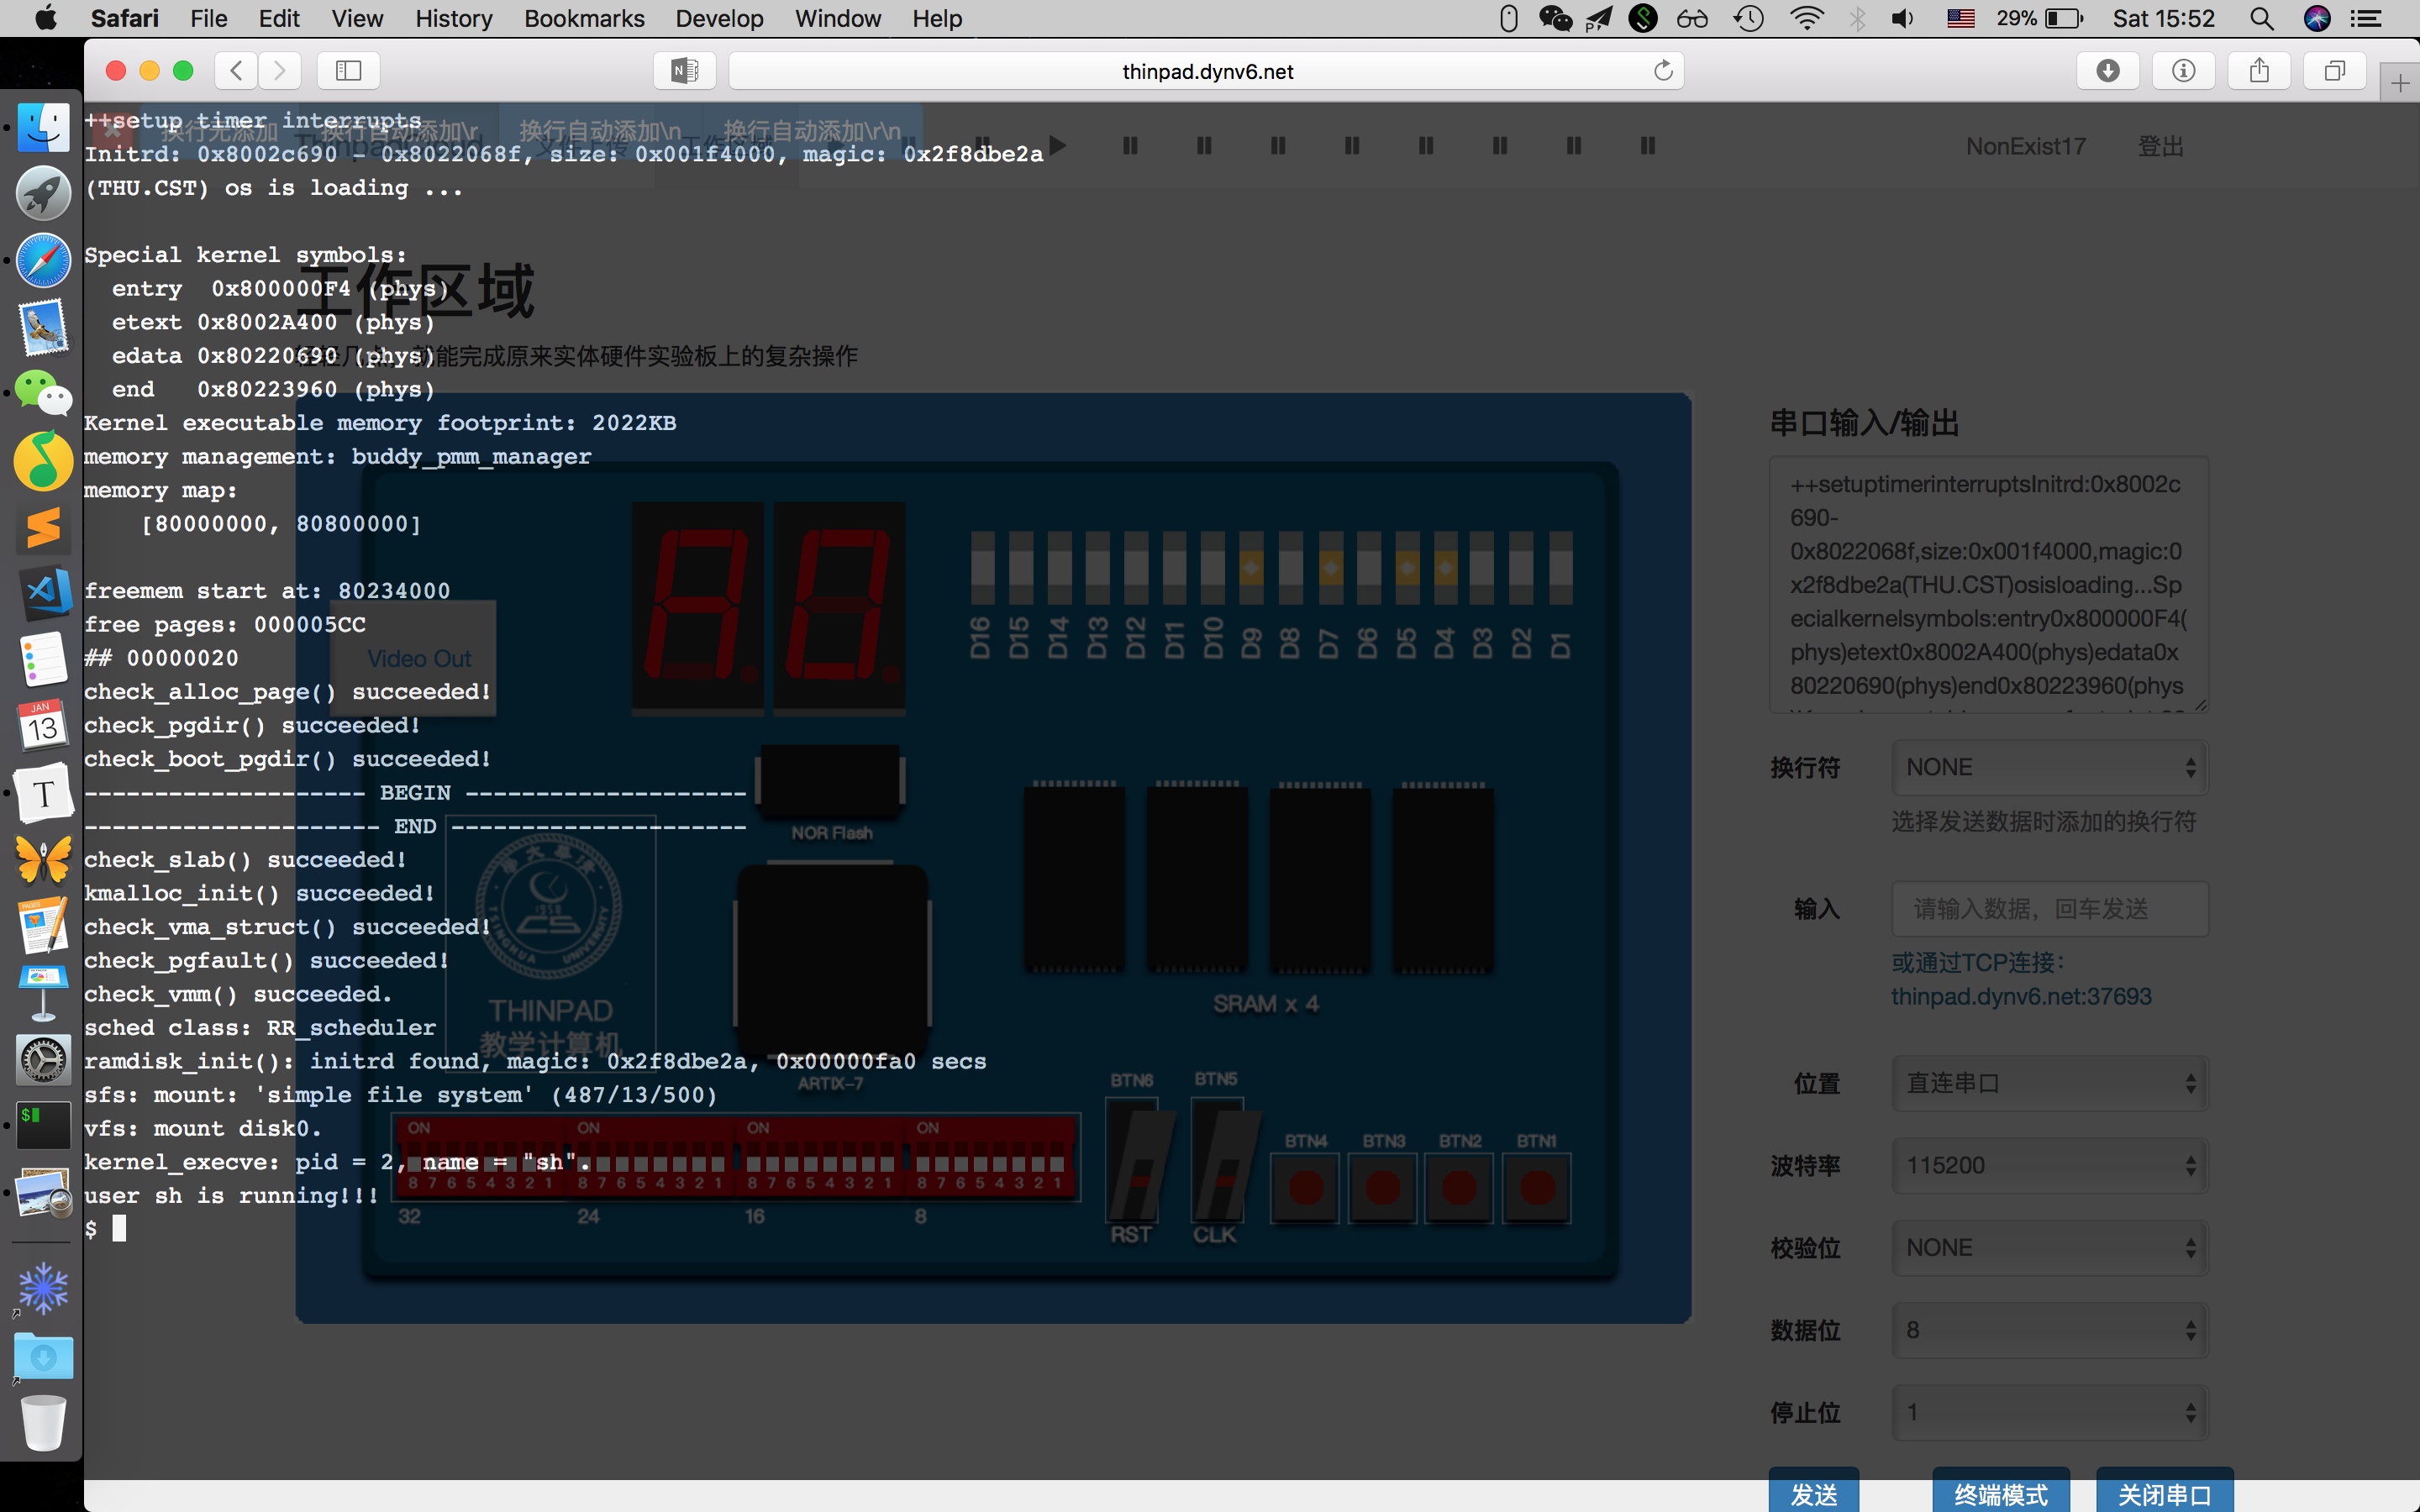 Safari File Edit View History Bookmarks Develop Window Help 29% Sat 15:52
thinpad.dynv6.net
换行无添加 换行自动添加\r 换行自动添加\n 换行自动添加\r\n
NonExist17 登出
++setup timer interrupts
Initrd: 0x8002c690 - 0x8022068f, size: 0x001f4000, magic: 0x2f8dbe2a
(THU.CST) os is loading ...
Special kernel symbols:
entry 0x800000F4 (phys)
etext 0x8002A400 (phys)
edata 0x80220690 (phys)
end 0x80223960 (phys)
Kernel executable memory footprint: 2022KB
memory management: buddy_pmm_manager
memory map:
[80000000, 80800000]
freemem start at: 80234000
free pages: 000005CC
## 00000020
check_alloc_page() succeeded!
check_pgdir() succeeded!
check_boot_pgdir() succeeded!
-------------------- BEGIN --------------------
--------------------- END ---------------------
check_slab() succeeded!
kmalloc_init() succeeded!
check_vma_struct() succeeded!
check_pgfault() succeeded!
check_vmm() succeeded.
sched class: RR_scheduler
ramdisk_init(): initrd found, magic: 0x2f8dbe2a, 0x00000fa0 secs
sfs: mount: 'simple file system' (487/13/500)
vfs: mount disk0.
kernel_execve: pid = 2, name = "sh".
user sh is running!!!
$
工作区域
就能完成原来实体硬件实验板上的复杂操作
Video Out
D16 D15 D14 D13 D12 D11 D10 D9 D8 D7 D6 D5 D4 D3 D2 D1
NOR Flash
1958
TSINGHUA UNIVERSITY
THINPAD
教学计算机
ARTIX-7
SRAM x 4
ON ON ON ON
8 7 6 5 4 3 2 1 8 7 6 5 4 3 2 1 8 7 6 5 4 3 2 1 8 7 6 5 4 3 2 1
32 24 16 8
BTN6 BTN5 BTN4 BTN3 BTN2 BTN1
RST CLK
串口输入/输出
++setuptimerinterruptsInitrd:0x8002c
690-
0x8022068f,size:0x001f4000,magic:0
x2f8dbe2a(THU.CST)osisloading...Sp
ecialkernelsymbols:entry0x800000F4(
phys)etext0x8002A400(phys)edata0x
80220690(phys)end0x80223960(phys
换行符 NONE
选择发送数据时添加的换行符
输入 请输入数据，回车发送
或通过TCP连接：
thinpad.dynv6.net:37693
位置 直连串口
波特率 115200
校验位 NONE
数据位 8
停止位 1
发送 终端模式 关闭串口
JAN
13
T
PAGES
$